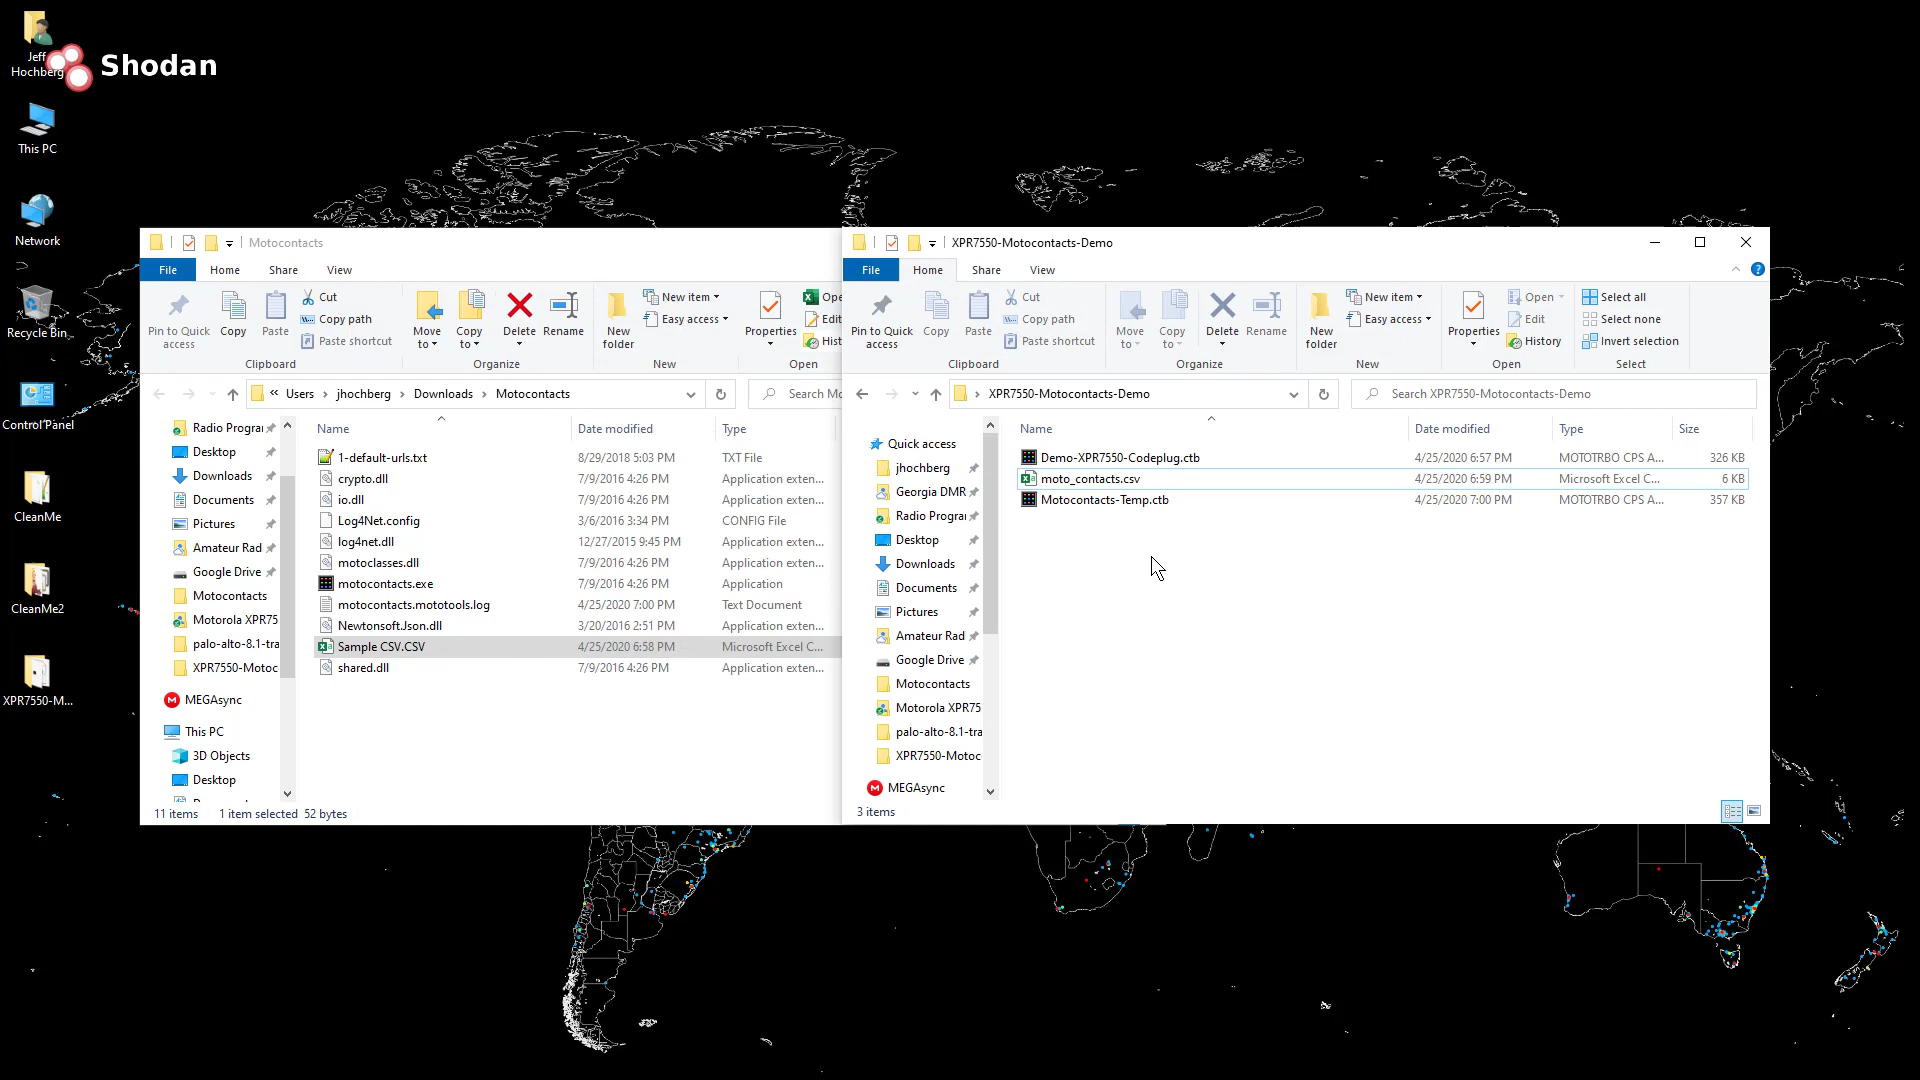 Jeff
Hochberg
Shodan
This PC
Network
Recycle Bin
Control Panel
CleanMe
CleanMe2
XPR7550-M...
Motocontacts
File
Home
Share
View
Pin to Quick
access
Copy
Paste
Cut
Copy path
Paste shortcut
Clipboard
Move
to
Copy
to
Delete
Rename
Organize
New
folder
New item
Easy access
New
Properties
Open
« Users › jhochberg › Downloads › Motocontacts
Radio Progra
Desktop
Downloads
Documents
Pictures
Amateur Rad
Google Drive
Motocontacts
Motorola XPR75
palo-alto-8.1-tra
XPR7550-Motoc
MEGAsync
This PC
3D Objects
Desktop
Name Date modified Type
1-default-urls.txt 8/29/2018 5:03 PM TXT File
crypto.dll 7/9/2016 4:26 PM Application exten...
io.dll 7/9/2016 4:26 PM Application exten...
Log4Net.config 3/6/2016 3:34 PM CONFIG File
log4net.dll 12/27/2015 9:45 PM Application exten...
motoclasses.dll 7/9/2016 4:26 PM Application exten...
motocontacts.exe 7/9/2016 4:26 PM Application
motocontacts.mototools.log 4/25/2020 7:00 PM Text Document
Newtonsoft.Json.dll 3/20/2016 2:51 PM Application exten...
Sample CSV.CSV 4/25/2020 6:58 PM Microsoft Excel C...
shared.dll 7/9/2016 4:26 PM Application exten...
11 items 1 item selected 52 bytes
XPR7550-Motocontacts-Demo
File
Home
Share
View
Pin to Quick
access
Copy
Paste
Cut
Copy path
Paste shortcut
Clipboard
Move
to
Copy
to
Delete
Rename
Organize
New
folder
New item
Easy access
New
Properties
Open
Edit
History
Open
Select all
Select none
Invert selection
Select
› XPR7550-Motocontacts-Demo
Search XPR7550-Motocontacts-Demo
Quick access
jhochberg
Georgia DMR
Radio Progra
Desktop
Downloads
Documents
Pictures
Amateur Rad
Google Drive
Motocontacts
Motorola XPR75
palo-alto-8.1-tra
XPR7550-Motoc
MEGAsync
Name Date modified Type Size
Demo-XPR7550-Codeplug.ctb 4/25/2020 6:57 PM MOTOTRBO CPS A... 326 KB
moto_contacts.csv 4/25/2020 6:59 PM Microsoft Excel C... 6 KB
Motocontacts-Temp.ctb 4/25/2020 7:00 PM MOTOTRBO CPS A... 357 KB
3 items